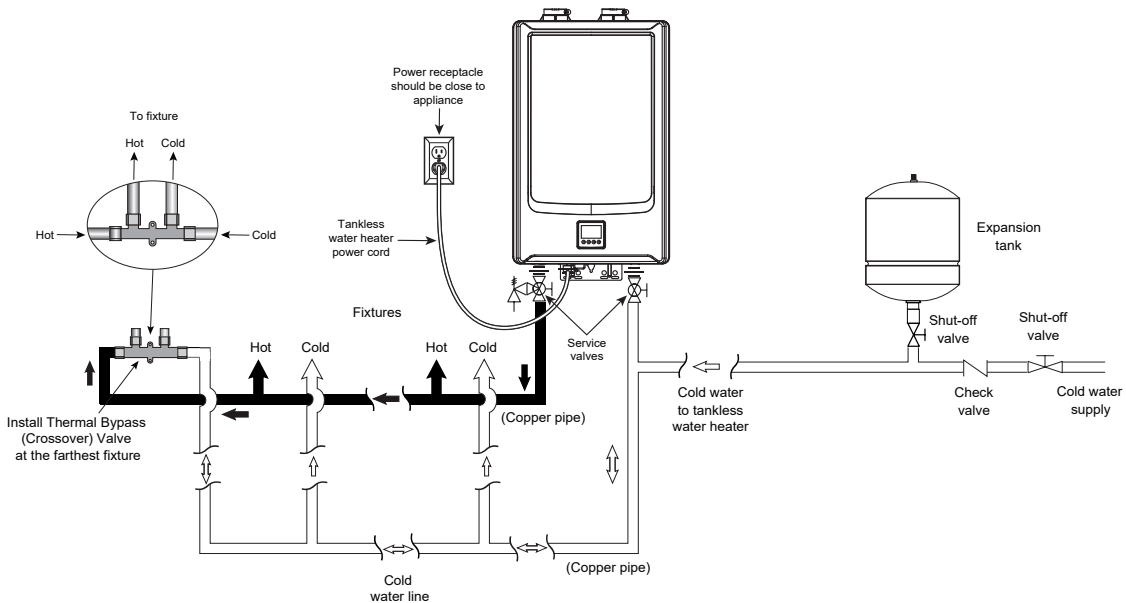 Power receptacle
should be close to
appliance
To fixture
Hot
Cold
Hot
Cold
Tankless
water heater
power cord
Expansion
tank
Fixtures
Service
valves
Shut-off
valve
Shut-off
valve
Hot
Cold
Hot
Cold
Cold water
to tankless
water heater
Check
valve
Cold water
supply
(Copper pipe)
Install Thermal Bypass
(Crossover) Valve
at the farthest fixture
(Copper pipe)
Cold
water line